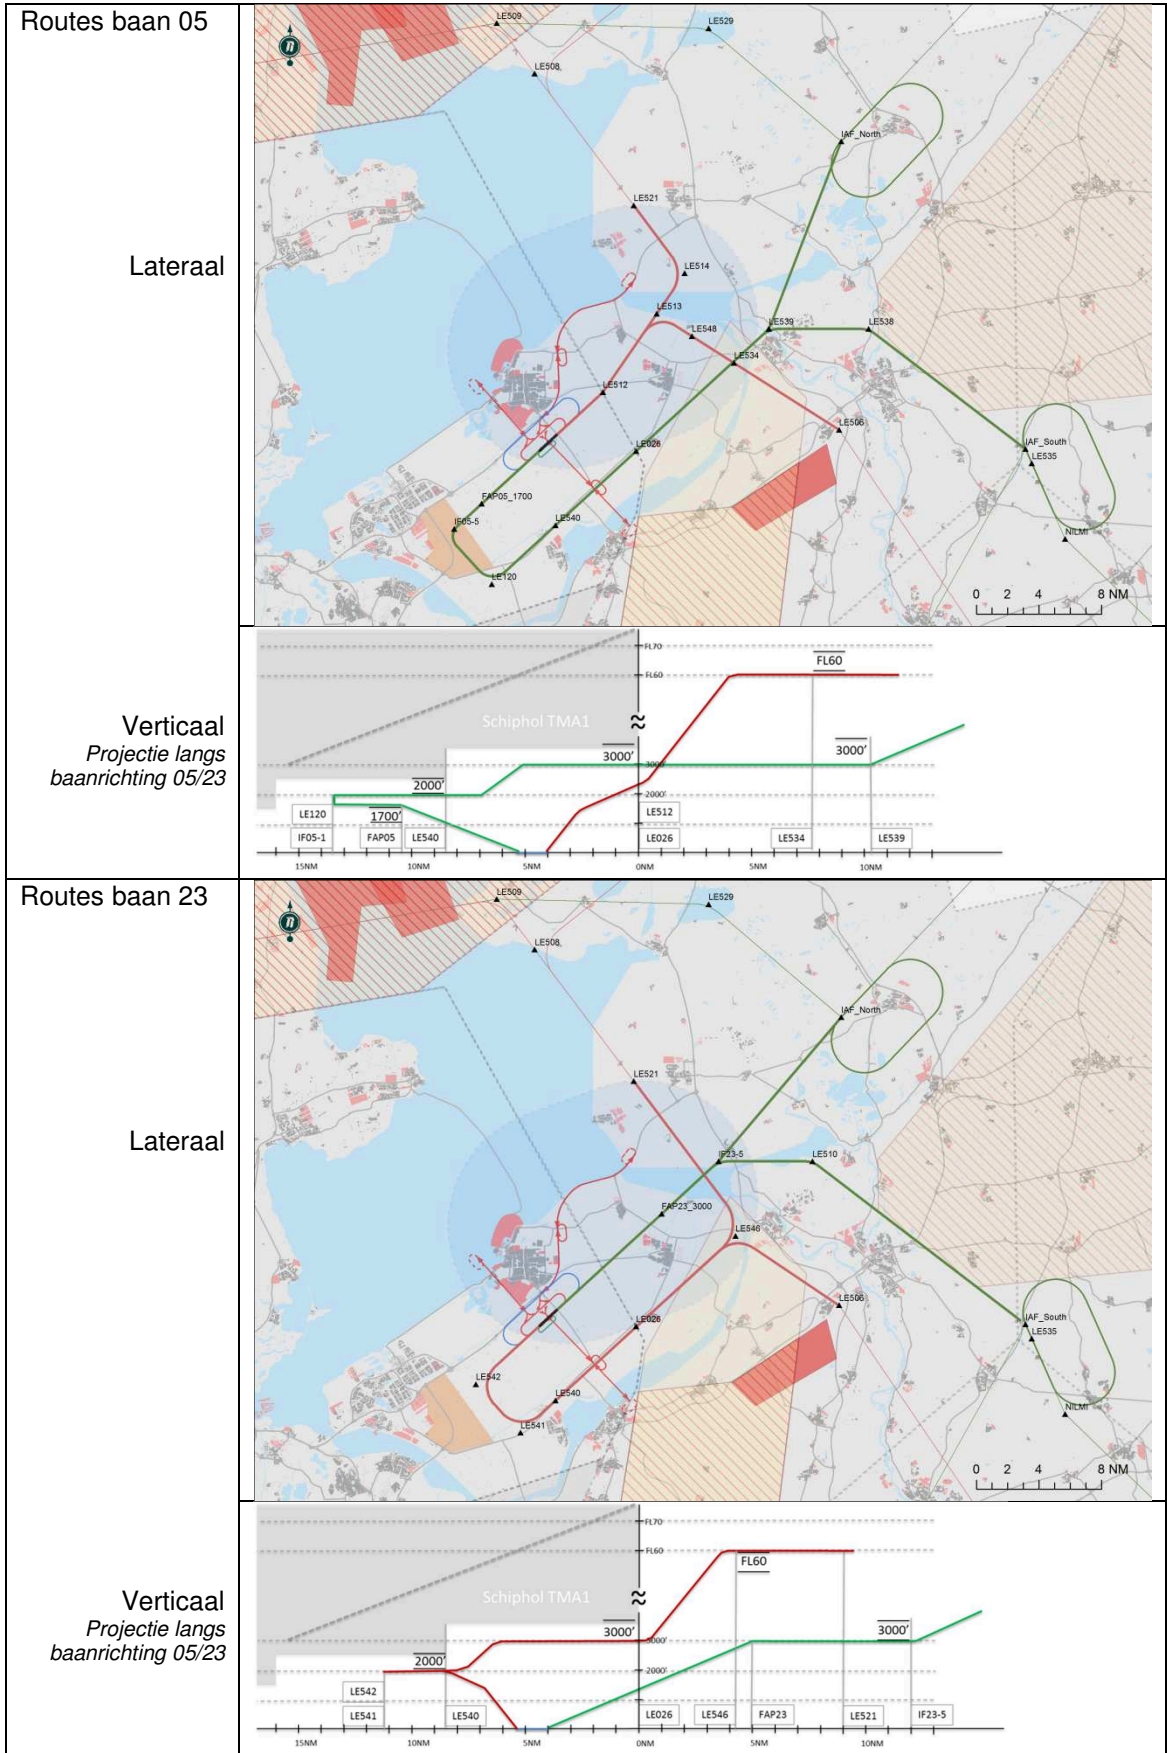 Routes baan 05
LE509
LE529
LE508
IAF_North
LE521
LE514
LE513
LE548
LE539
LE538
LE534
LE512
LE506
LE026
IAF_South
LE535
FAP05_1700
IF05-5
LE540
NILMI
LE120
0 2 4 8 NM
Lateraal
FL70
FL60
FL60
Schiphol TMA1
≈
3000'
3000'
3000'
2000'
2000'
1700'
LE120
LE512
IF05-1
FAP05
LE540
LE026
LE534
LE539
15NM
10NM
5NM
0NM
5NM
10NM
Verticaal
Projectie langs
baanrichting 05/23
Routes baan 23
LE509
LE529
LE508
IAF_North
LE521
IF23-5
LE510
FAP23_3000
LE546
LE506
LE026
IAF_South
LE535
LE542
LE540
NILMI
LE541
0 2 4 8 NM
Lateraal
FL70
FL60
FL60
Schiphol TMA1
≈
3000'
3000'
3000'
2000'
2000'
LE542
LE541
LE540
LE026
LE546
FAP23
LE521
IF23-5
15NM
10NM
5NM
0NM
5NM
10NM
Verticaal
Projectie langs
baanrichting 05/23